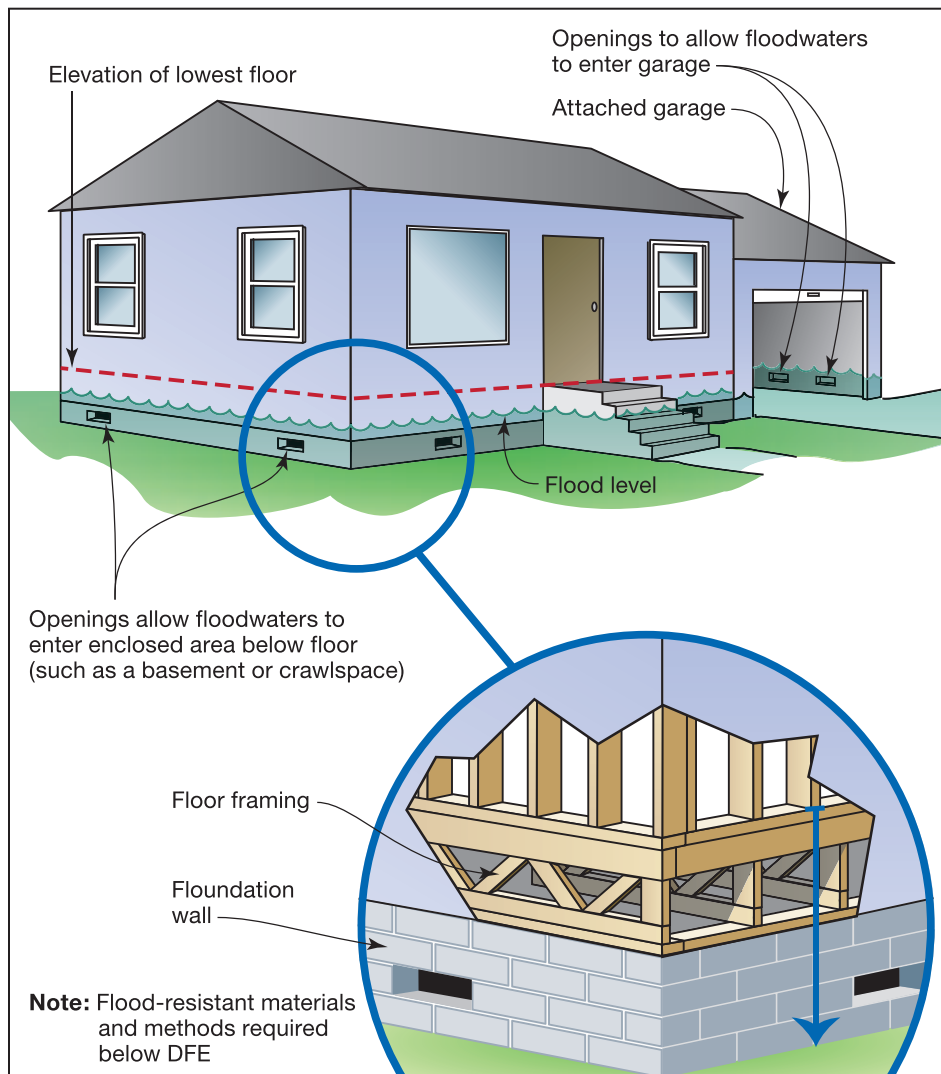 Openings to allow floodwaters
to enter garage
Elevation of lowest floor
Attached garage
Flood level
Openings allow floodwaters to
enter enclosed area below floor
(such as a basement or crawlspace)
Floor framing
Floundation
wall
Note: Flood-resistant materials
and methods required
below DFE